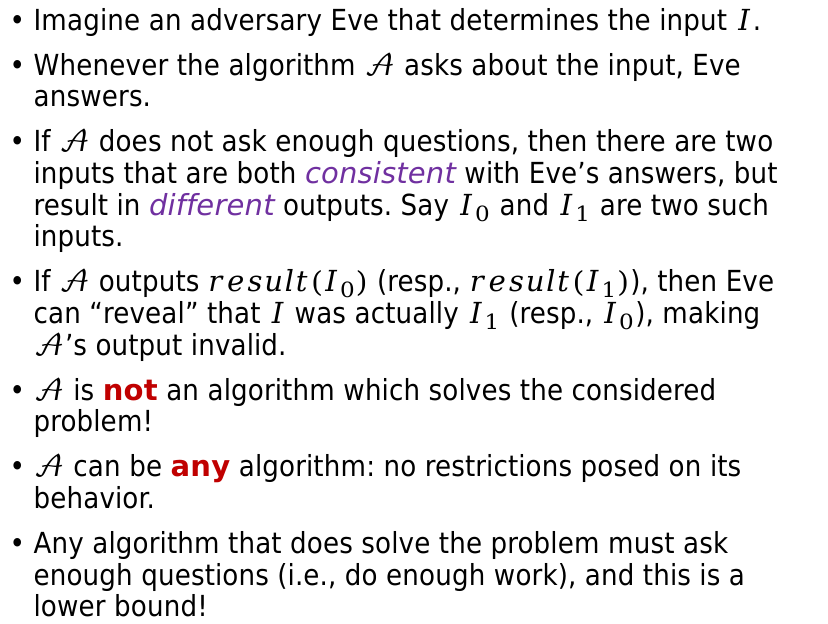 • Imagine an adversary Eve that determines the input 𝐼.
• Whenever the algorithm 𝒜 asks about the input, Eve
answers.
• If 𝒜 does not ask enough questions, then there are two
inputs that are both consistent with Eve’s answers, but
result in different outputs. Say 𝐼₀ and 𝐼₁ are two such
inputs.
• If 𝒜 outputs 𝑟𝑒𝑠𝑢𝑙𝑡(𝐼₀) (resp., 𝑟𝑒𝑠𝑢𝑙𝑡(𝐼₁)), then Eve
can “reveal” that 𝐼 was actually 𝐼₁ (resp., 𝐼₀), making
𝒜’s output invalid.
• 𝒜 is not an algorithm which solves the considered
problem!
• 𝒜 can be any algorithm: no restrictions posed on its
behavior.
• Any algorithm that does solve the problem must ask
enough questions (i.e., do enough work), and this is a
lower bound!